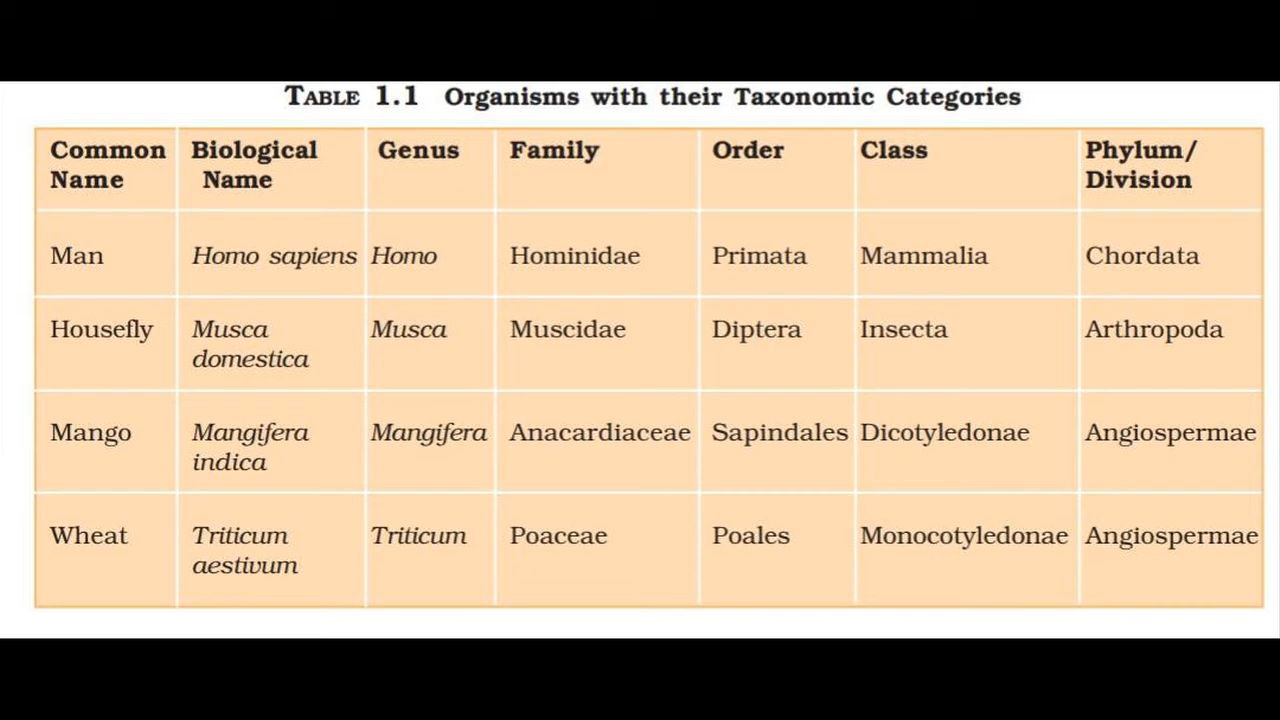 TABLE 1.1 Organisms with their Taxonomic Categories
Common Name Biological Name Genus Family Order Class Phylum/ Division
Man Homo sapiens Homo Hominidae Primata Mammalia Chordata
Housefly Musca domestica Musca Muscidae Diptera Insecta Arthropoda
Mango Mangifera indica Mangifera Anacardiaceae Sapindales Dicotyledonae Angiospermae
Wheat Triticum aestivum Triticum Poaceae Poales Monocotyledonae Angiospermae